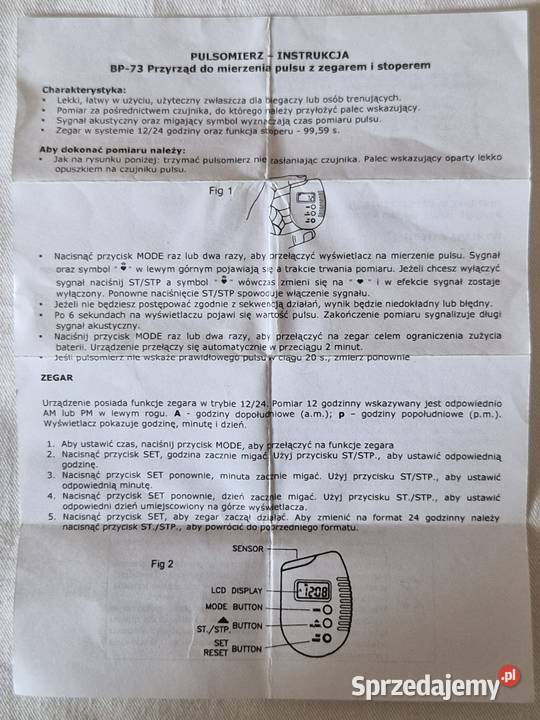 PULSOMIERZ – INSTRUKCJA
BP-73 Przyrząd do mierzenia pulsu z zegarem i stoperem
Charakterystyka:
• Lekki, łatwy w użyciu, użyteczny zwłaszcza dla biegaczy lub osób trenujących.
• Pomiar za pośrednictwem czujnika, do którego należy przyłożyć palec wskazujący.
• Sygnał akustyczny oraz migający symbol wyznaczają czas pomiaru pulsu.
• Zegar w systemie 12/24 godziny oraz funkcja stoperu - 99,59 s.
Aby dokonać pomiaru należy:
• Jak na rysunku poniżej: trzymać pulsomierz nie zasłaniając czujnika. Palec wskazujący oparty lekko
opuszkiem na czujniku pulsu.
Fig 1
• Nacisnąć przycisk MODE raz lub dwa razy, aby przełączyć wyświetlacz na mierzenie pulsu. Sygnał
oraz symbol " ♥ " w lewym górnym pojawiają się a trakcie trwania pomiaru. Jeżeli chcesz wyłączyć
sygnał naciśnij ST/STP a symbol " ♥ " wówczas zmieni się na " ♥ " i w efekcie sygnał zostaje
wyłączony. Ponowne naciśnięcie ST/STP spowoduje włączenie sygnału.
• Jeżeli nie będziesz postępować zgodnie z sekwencją działań, wynik będzie niedokładny lub błędny.
• Po 6 sekundach na wyświetlaczu pojawi się wartość pulsu. Zakończenie pomiaru sygnalizuje długi
sygnał akustyczny.
• Naciśnij przycisk MODE raz lub dwa razy, aby przełączyć na zegar celem ograniczenia zużycia
baterii. Urządzenie przełączy się automatycznie w przeciągu 2 minut.
• Jeśli pulsomierz nie wskaże prawidłowego pulsu w ciągu 20 s., zmierz ponownie
ZEGAR
Urządzenie posiada funkcje zegara w trybie 12/24. Pomiar 12 godzinny wskazywany jest odpowiednio
AM lub PM w lewym rogu. A - godziny dopołudniowe (a.m.); p – godziny popołudniowe (p.m.).
Wyświetlacz pokazuje godzinę, minutę i dzień.
1. Aby ustawić czas, naciśnij przycisk MODE, aby przełączyć na funkcje zegara
2. Nacisnąć przycisk SET, godzina zacznie migać. Użyj przycisku ST/STP., aby ustawić odpowiednią
godzinę.
3. Nacisnąć przycisk SET ponownie, minuta zacznie migać. Użyj przycisku ST./STP., aby ustawić
odpowiednią minutę.
4. Nacisnąć przycisk SET ponownie, dzień zacznie migać. Użyj przycisku ST./STP., aby ustawić
odpowiedni dzień umiejscowiony na górze wyświetlacza.
5. Nacisnąć przycisk SET, aby zegar zaczął działać. Aby zmienić na format 24 godzinny należy
nacisnąć przycisk ST./STP., aby powrócić do poprzedniego formatu.
Fig 2
SENSOR
LCD DISPLAY
12:08
MODE BUTTON
ST./STP. BUTTON
SET
RESET BUTTON
Sprzedajemy.pl